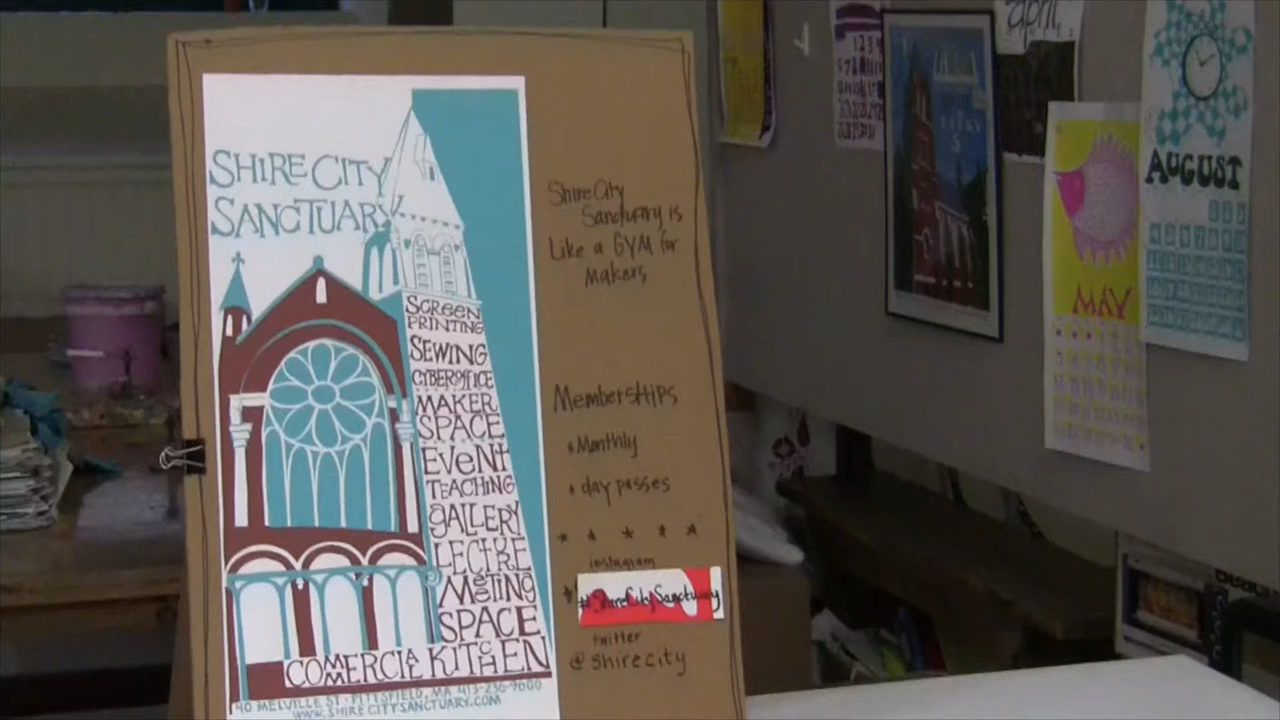 SHIRE CITY
SANCTUARY
SCREEN
PRINTING
SEWING
CYBEROFFICE
MAKER
SPACE
EVENT
TEACHING
GALLERY
LECTURE
MEETING
SPACE
COMMERCIAL KITCHEN
40 MELVILLE ST · PITTSFIELD, MA 413-236-9600
WWW.SHIRECITYSANCTUARY.COM
Shire City
Sanctuary is
Like a GYM for
Makers
Memberships
Monthly
day passes
* * * * *
instagram
* #ShireCitySanctuary
twitter
@shirecity
april
MAY
AUGUST